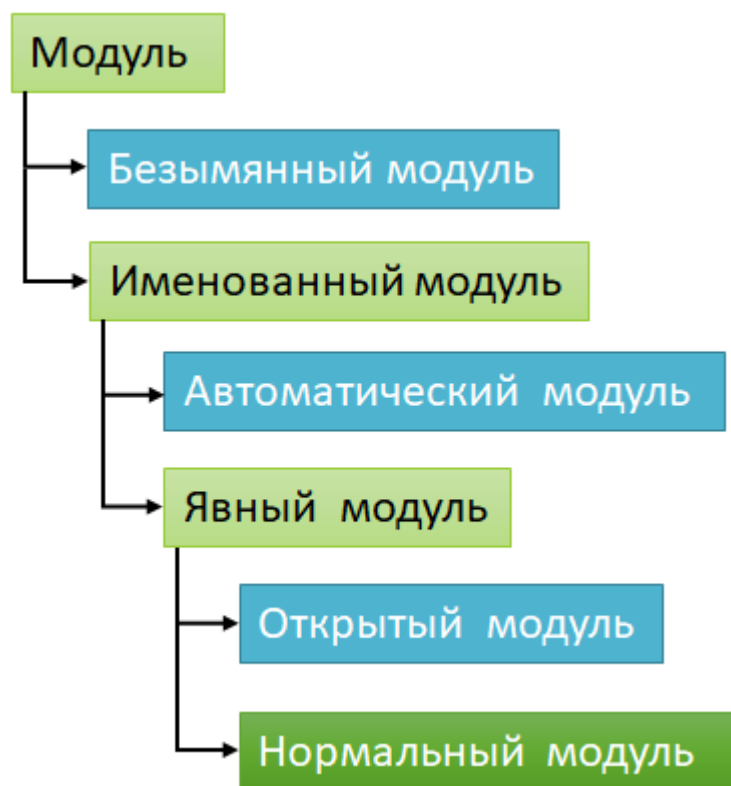 Модуль
Безымянный модуль
Именованный модуль
Автоматический модуль
Явный модуль
Открытый модуль
Нормальный модуль